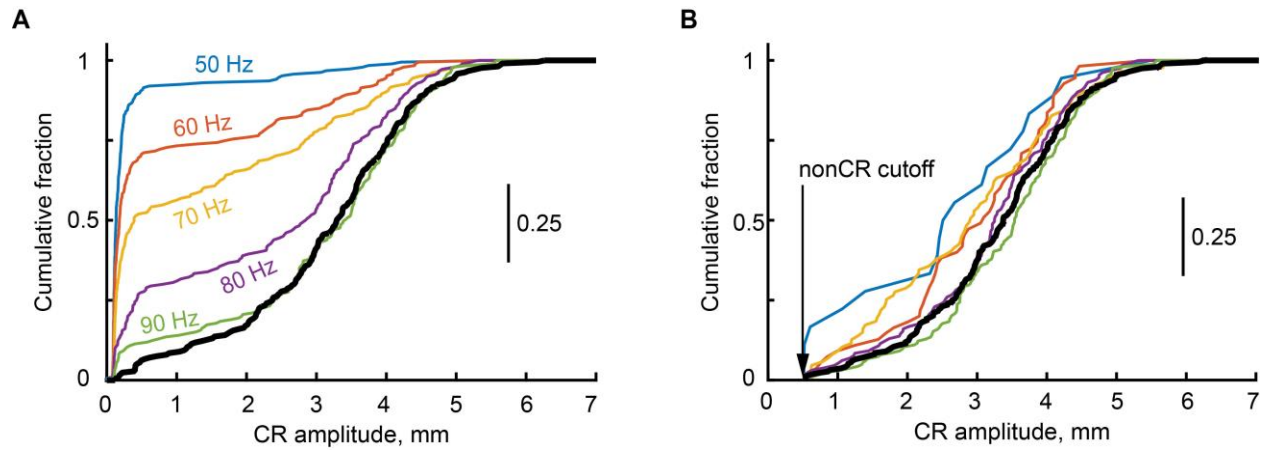 A
Cumulative fraction
1
0.5
0
50 Hz
60 Hz
70 Hz
80 Hz
90 Hz
0.25
0 1 2 3 4 5 6 7
CR amplitude, mm
B
Cumulative fraction
1
0.5
0
nonCR cutoff
0.25
0 1 2 3 4 5 6 7
CR amplitude, mm